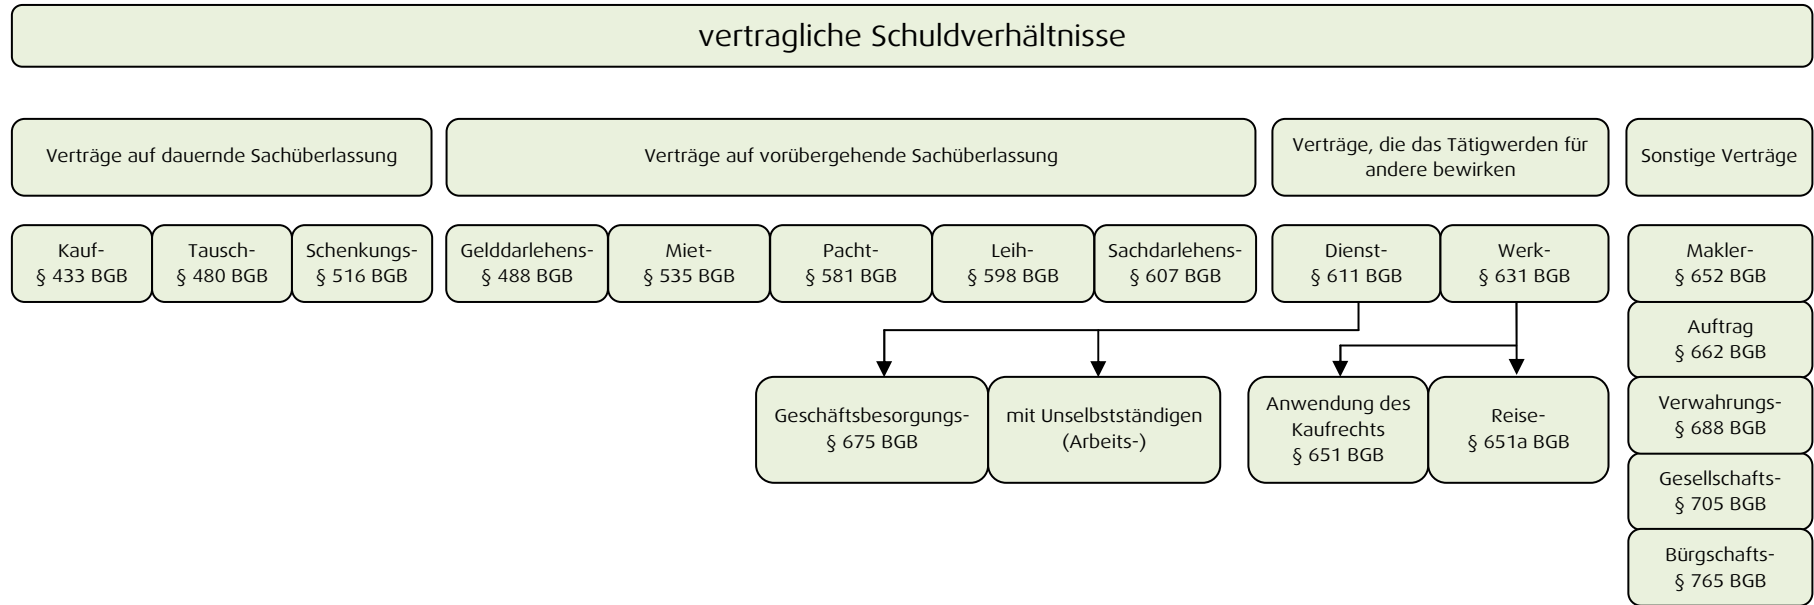 vertragliche Schuldverhältnisse
Verträge auf dauernde Sachüberlassung
Verträge auf vorübergehende Sachüberlassung
Verträge, die das Tätigwerden für
andere bewirken
Sonstige Verträge
Kauf-
§ 433 BGB
Tausch-
§ 480 BGB
Schenkungs-
§ 516 BGB
Gelddarlehens-
§ 488 BGB
Miet-
§ 535 BGB
Pacht-
§ 581 BGB
Leih-
§ 598 BGB
Sachdarlehens-
§ 607 BGB
Dienst-
§ 611 BGB
Werk-
§ 631 BGB
Makler-
§ 652 BGB
Auftrag
§ 662 BGB
Geschäftsbesorgungs-
§ 675 BGB
mit Unselbstständigen
(Arbeits-)
Anwendung des
Kaufrechts
§ 651 BGB
Reise-
§ 651a BGB
Verwahrungs-
§ 688 BGB
Gesellschafts-
§ 705 BGB
Bürgschafts-
§ 765 BGB